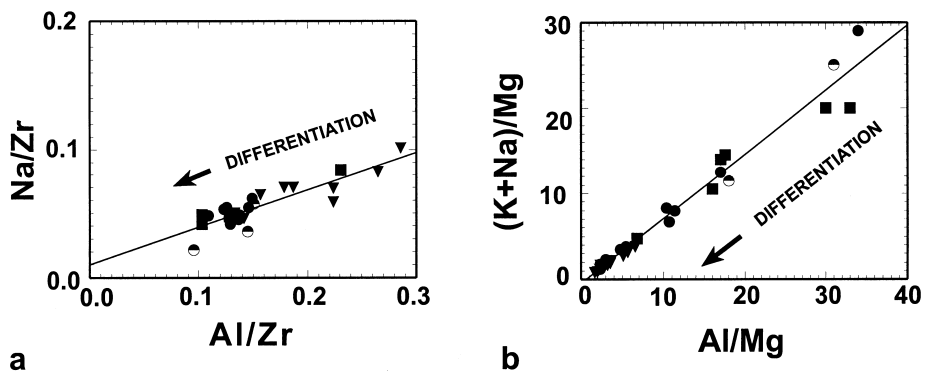 0.2
0.1
0.0
Na/Zr
DIFFERENTIATION
0.0 0.1 0.2 0.3
Al/Zr
a
30
20
10
0
(K+Na)/Mg
DIFFERENTIATION
0 10 20 30 40
Al/Mg
b